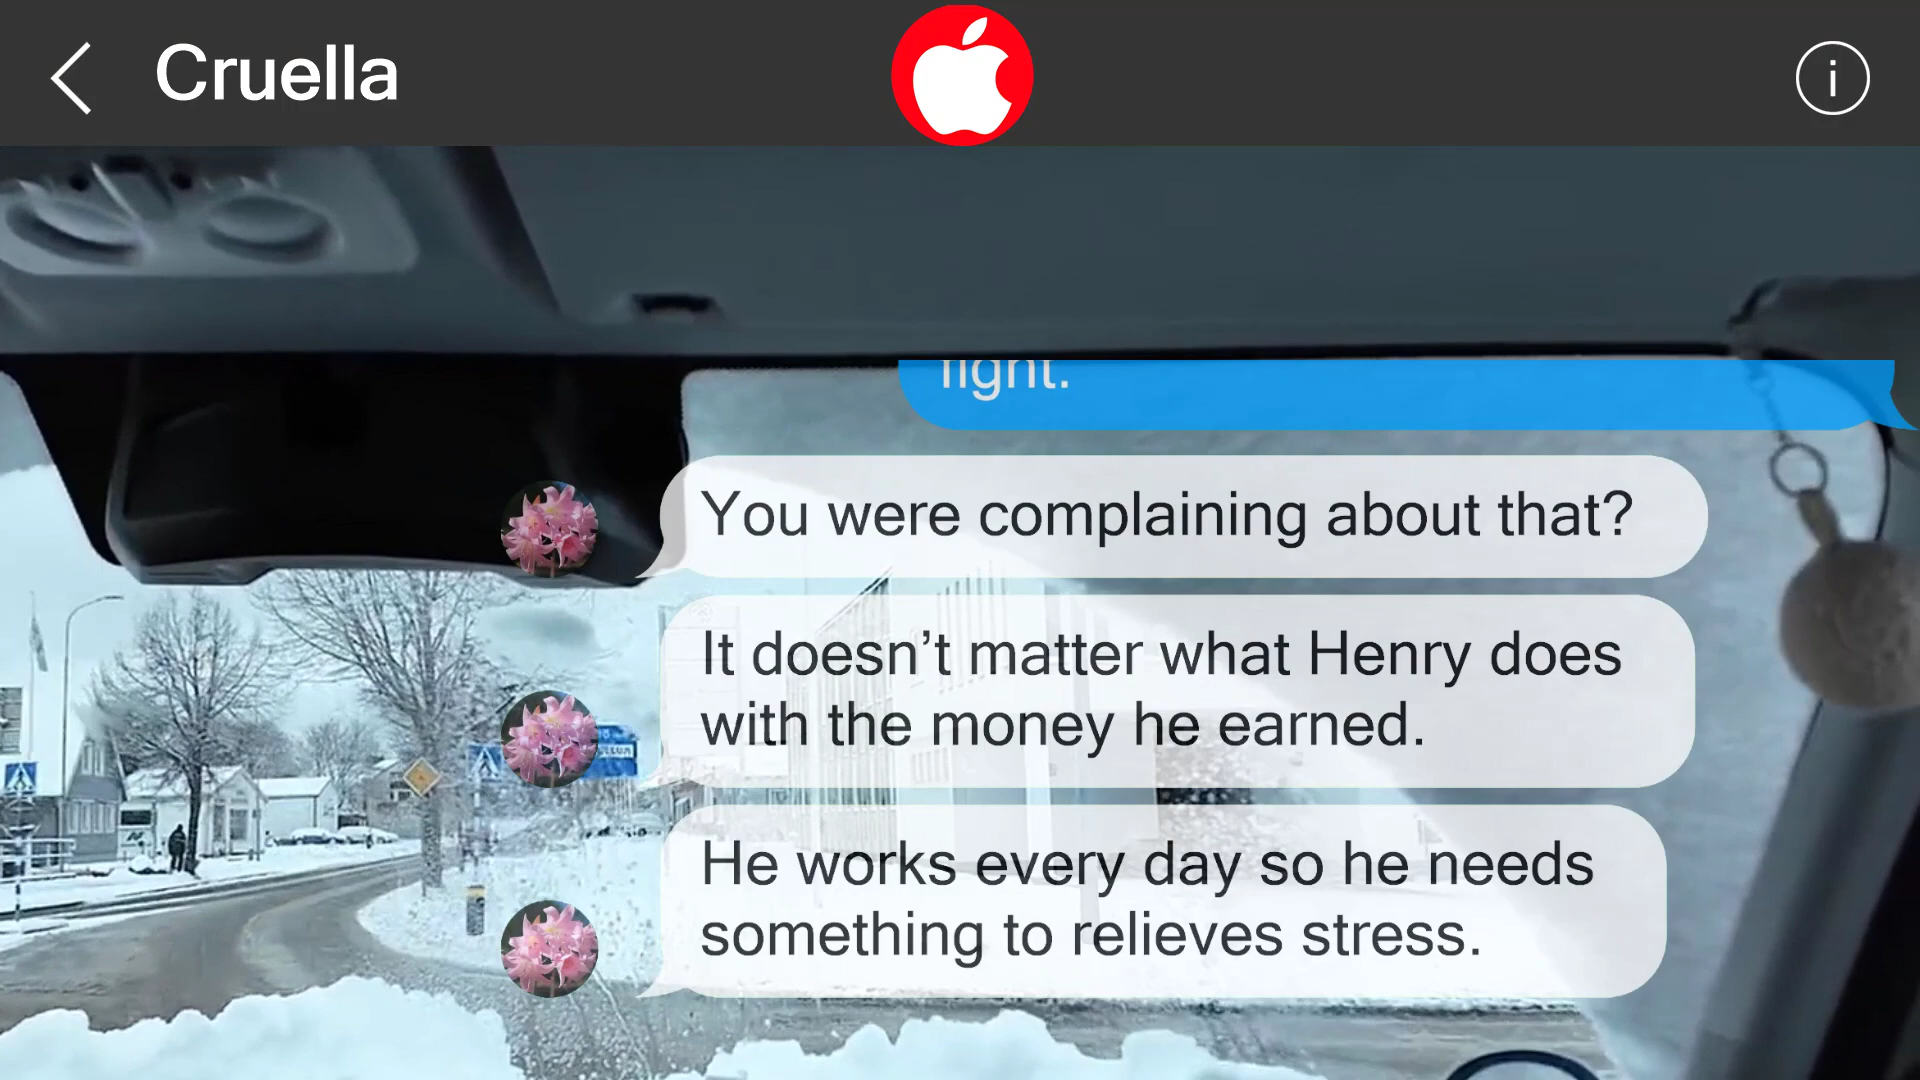 Cruella
fight.
You were complaining about that?
It doesn’t matter what Henry does
with the money he earned.
He works every day so he needs
something to relieves stress.